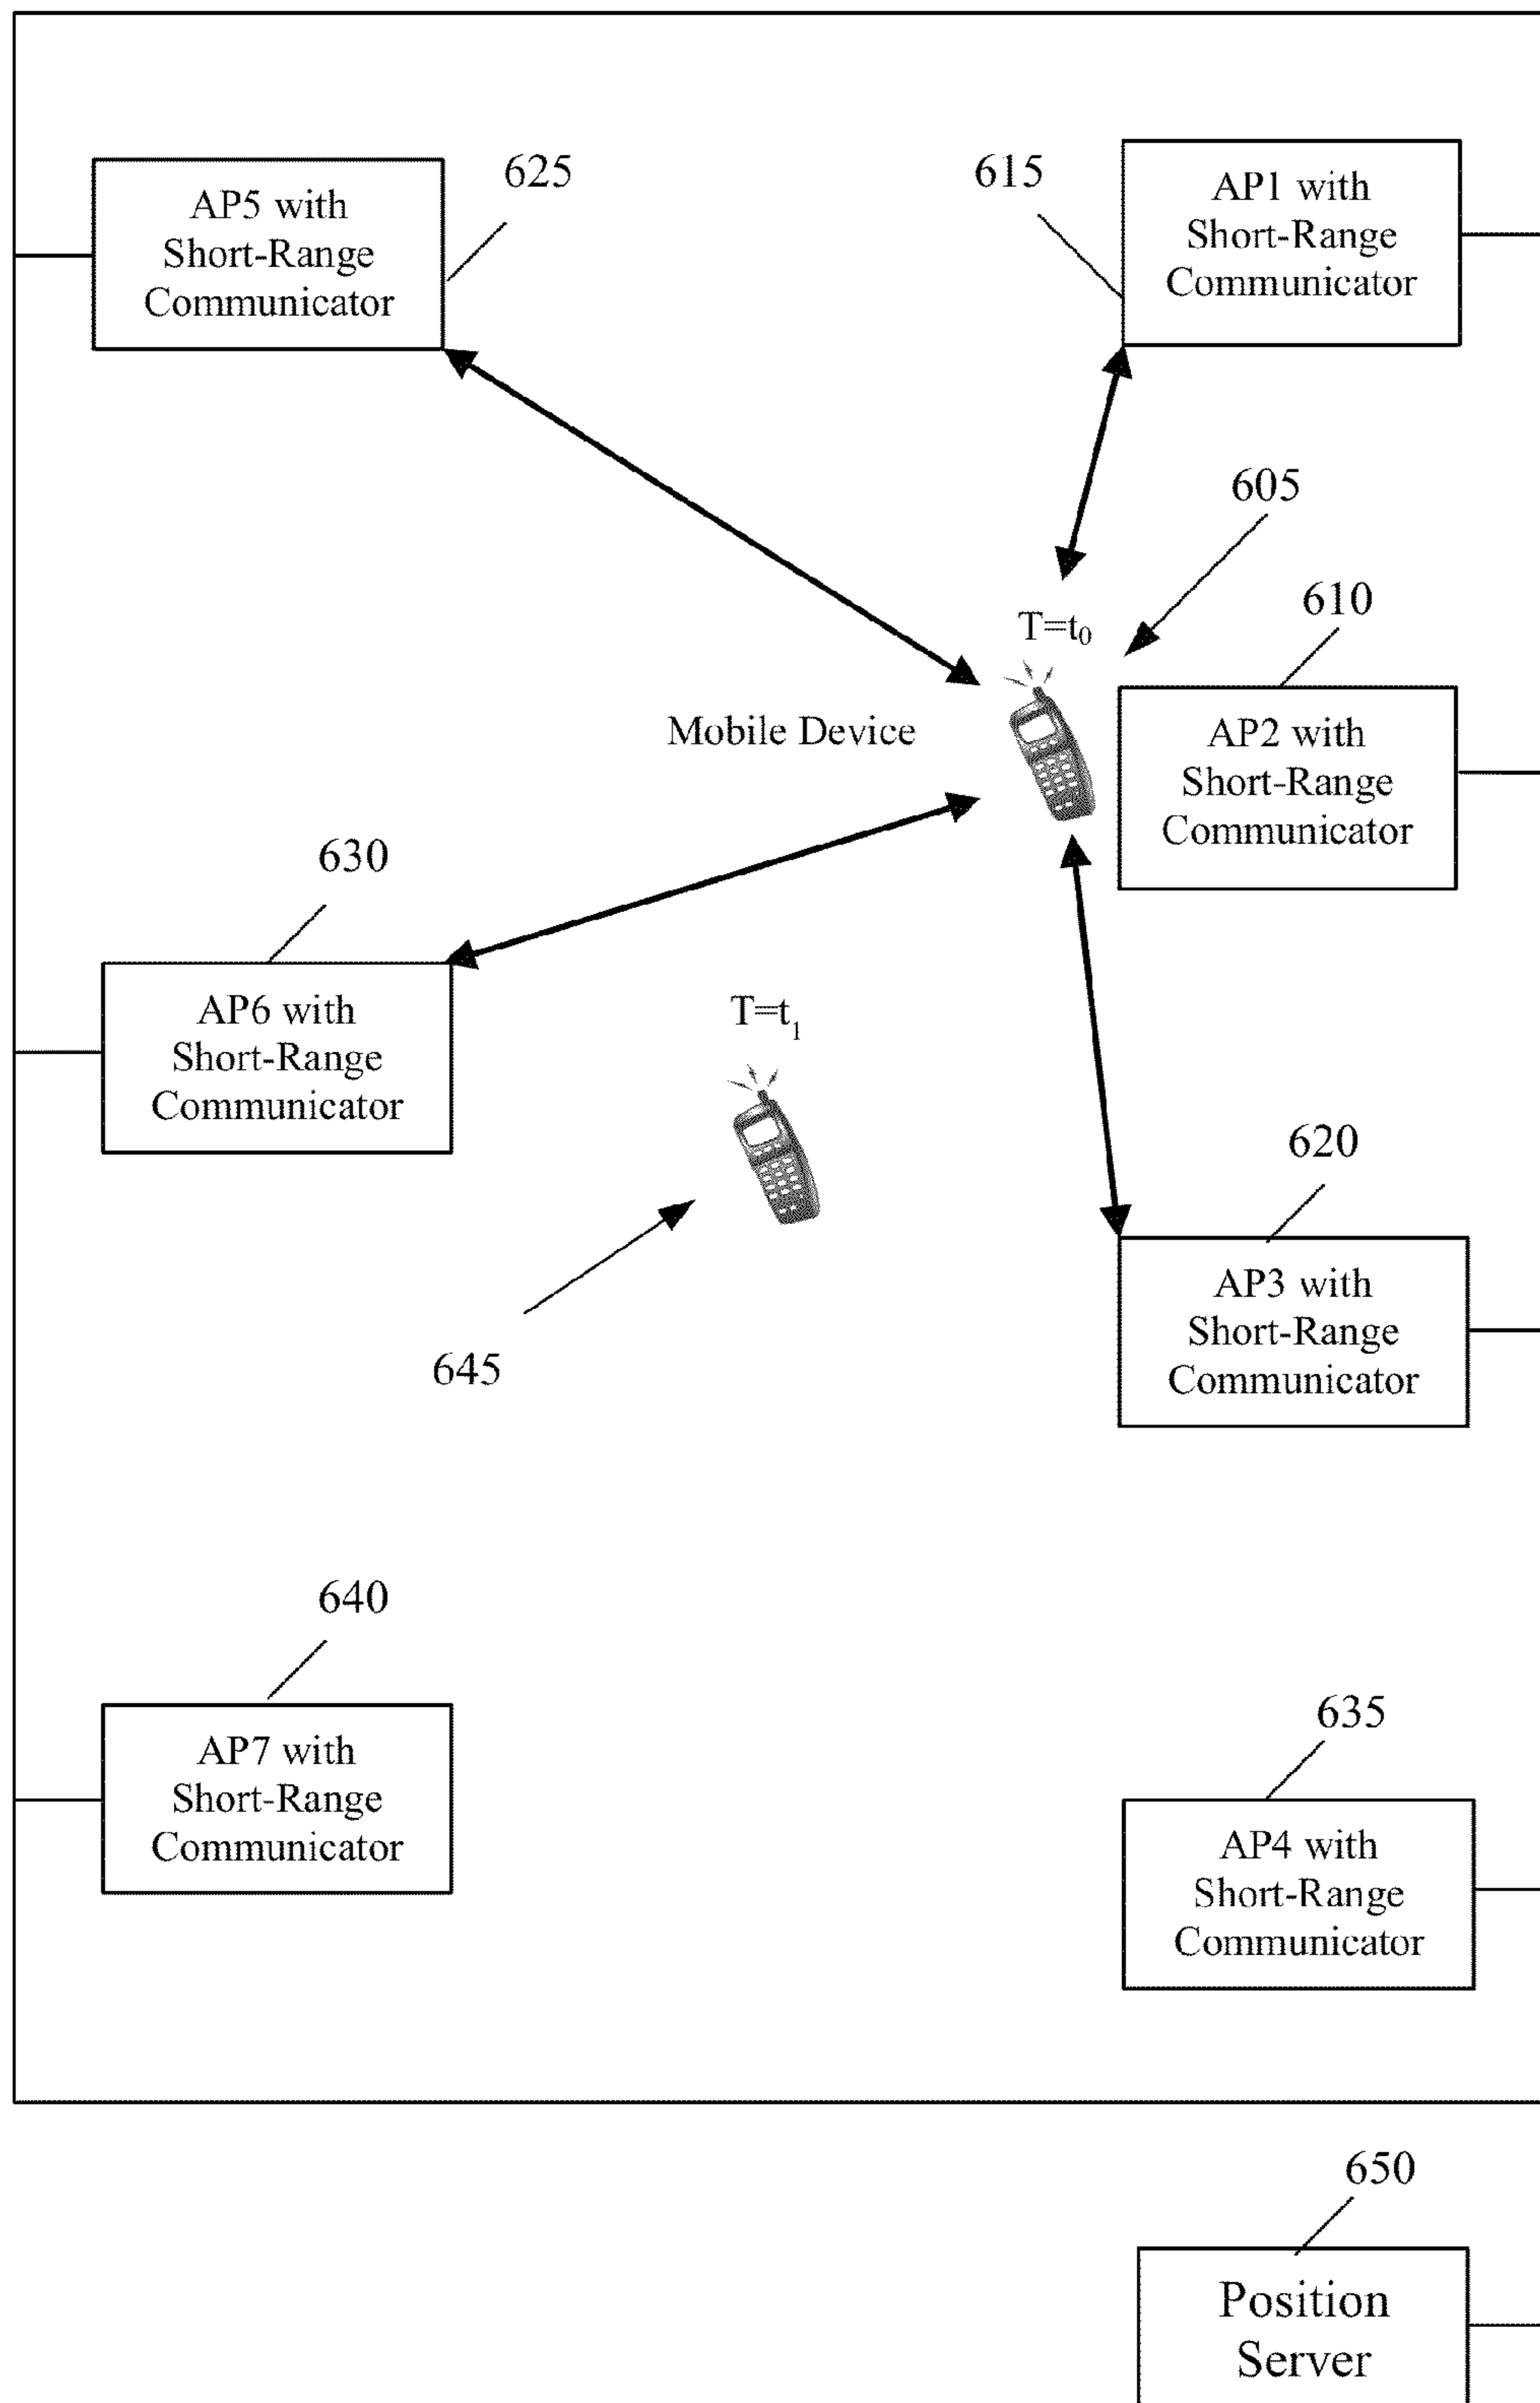 625
615
AP5 with
Short-Range
Communicator
AP1 with
Short-Range
Communicator
605
610
T=t₀
Mobile Device
AP2 with
Short-Range
Communicator
630
AP6 with
Short-Range
Communicator
T=t₁
620
AP3 with
Short-Range
Communicator
645
640
AP7 with
Short-Range
Communicator
635
AP4 with
Short-Range
Communicator
650
Position
Server